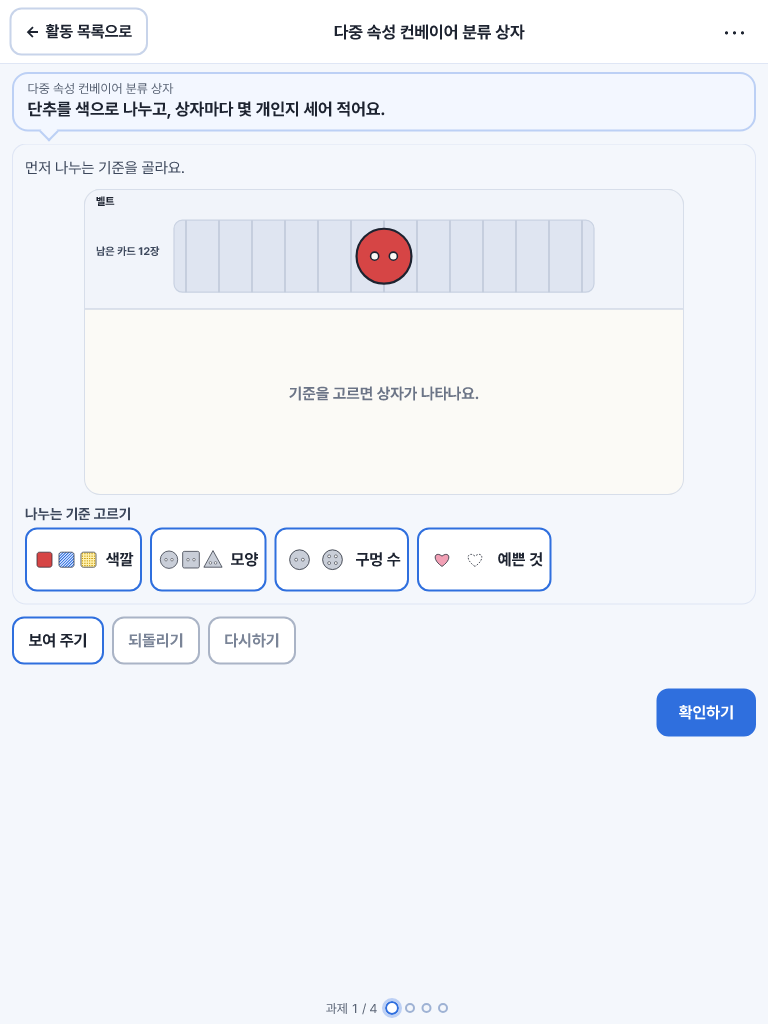 ← 활동 목록으로
다중 속성 컨베이어 분류 상자
다중 속성 컨베이어 분류 상자
단추를 색으로 나누고, 상자마다 몇 개인지 세어 적어요.
먼저 나누는 기준을 골라요.
벨트
남은 카드 12장
기준을 고르면 상자가 나타나요.
나누는 기준 고르기
색깔
모양
구멍 수
예쁜 것
보여 주기
되돌리기
다시하기
확인하기
과제 1 / 4